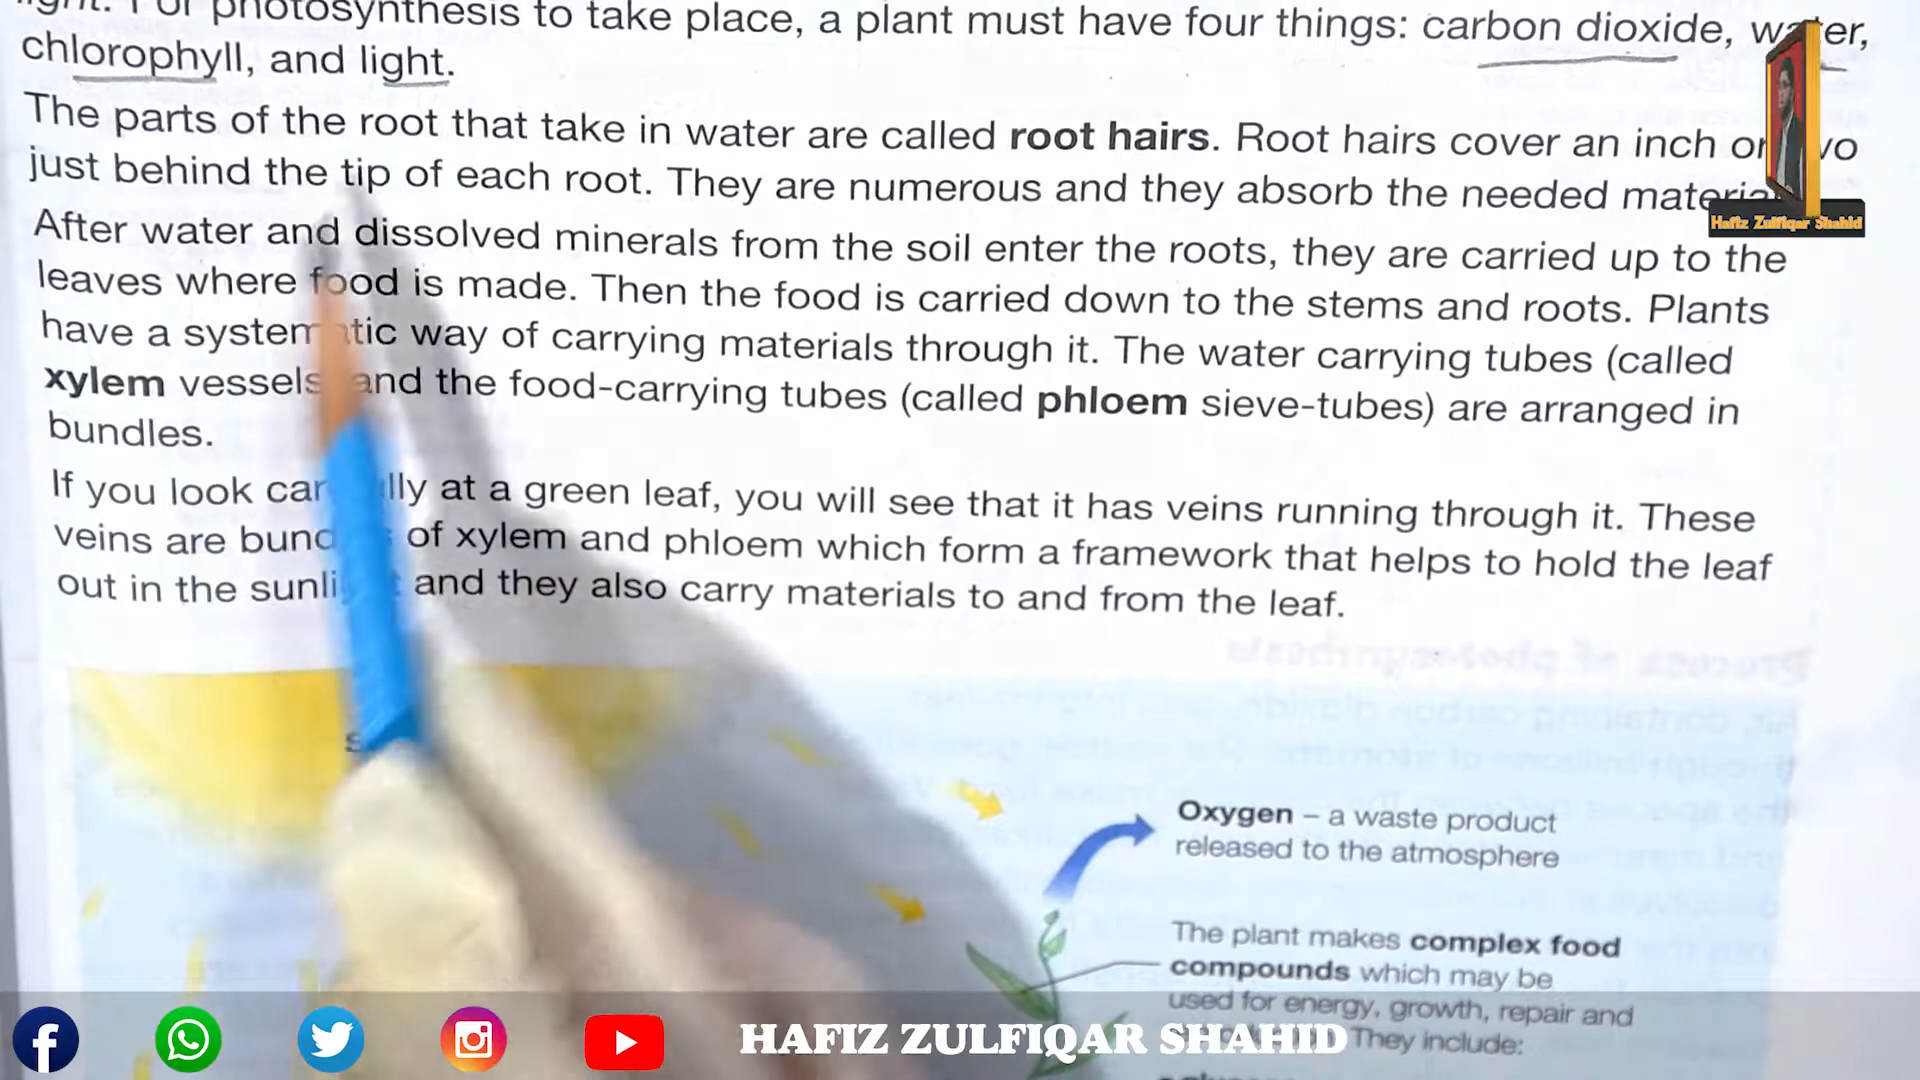 photosynthesis to take place, a plant must have four things: carbon dioxide,
chlorophyll, and light.
The parts of the root that take in water are called root hairs. Root hairs cover an inch
just behind the tip of each root. They are numerous and they absorb the needed
After water and dissolved minerals from the soil enter the roots, they are carried up to the
leaves where food is made. Then the food is carried down to the stems and roots. Plants
have a way of carrying materials through it. The water carrying tubes (called
xylem vessels and the food-carrying tubes (called phloem sieve-tubes) are arranged in
bundles.
If you look at a green leaf, you will see that it has veins running through it. These
veins are of xylem and phloem which form a framework that helps to hold the leaf
out in the and they also carry materials to and from the leaf.
Oxygen – a waste product
released to the atmosphere
The plant makes complex food
compounds which may be
used for energy, growth, repair and
They include:
Hafiz Zulfiqar Shahid
HAFIZ ZULFIQAR SHAHID